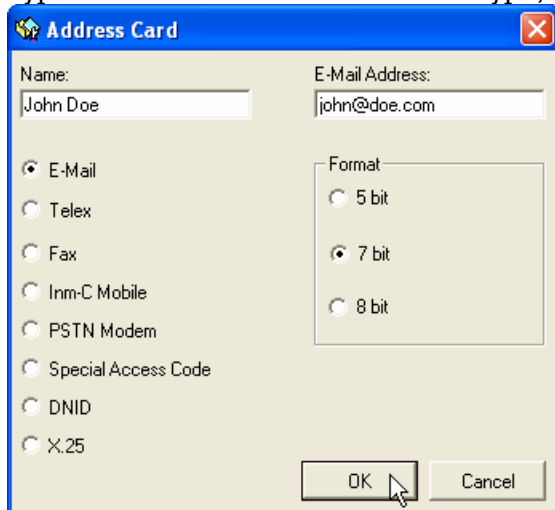 Address Card
Name:
John Doe
E-Mail Address:
john@doe.com
E-Mail
Telex
Fax
Inm-C Mobile
PSTN Modem
Special Access Code
DNID
X.25
Format
5 bit
7 bit
8 bit
OK
Cancel